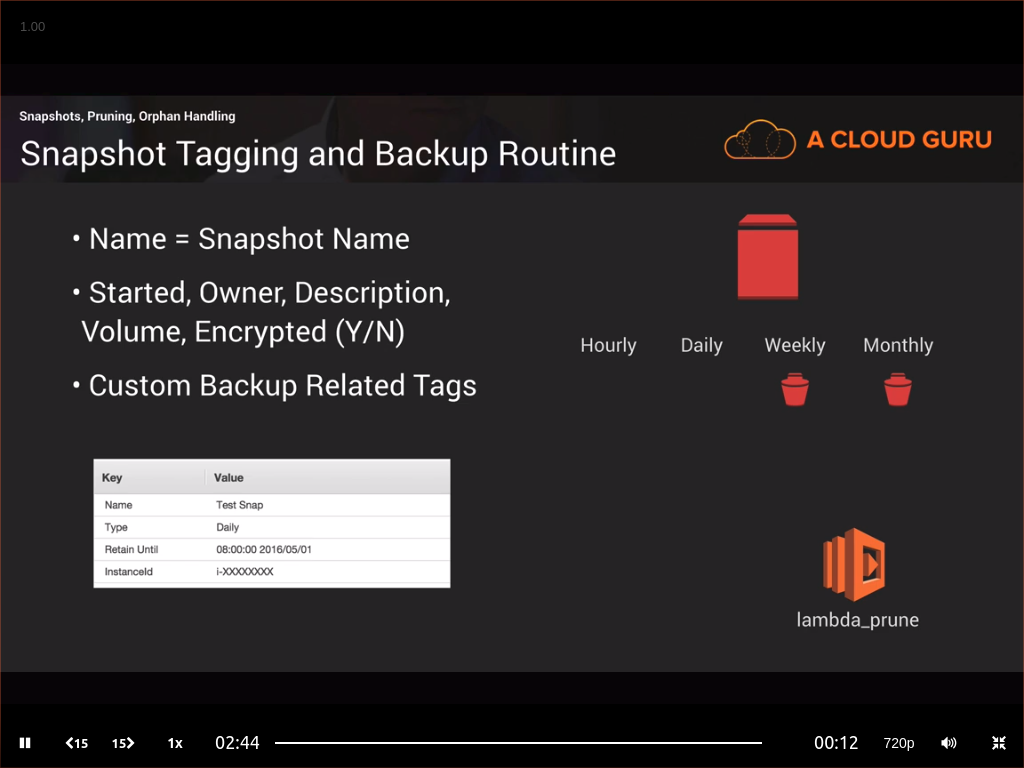 1.00
Snapshots, Pruning, Orphan Handling
Snapshot Tagging and Backup Routine
A CLOUD GURU
• Name = Snapshot Name
• Started, Owner, Description,
Volume, Encrypted (Y/N)
• Custom Backup Related Tags
Hourly Daily Weekly Monthly
Key Value
Name Test Snap
Type Daily
Retain Until 08:00:00 2016/05/01
InstanceId i-XXXXXXXX
lambda_prune
15 15 1x 02:44 00:12 720p